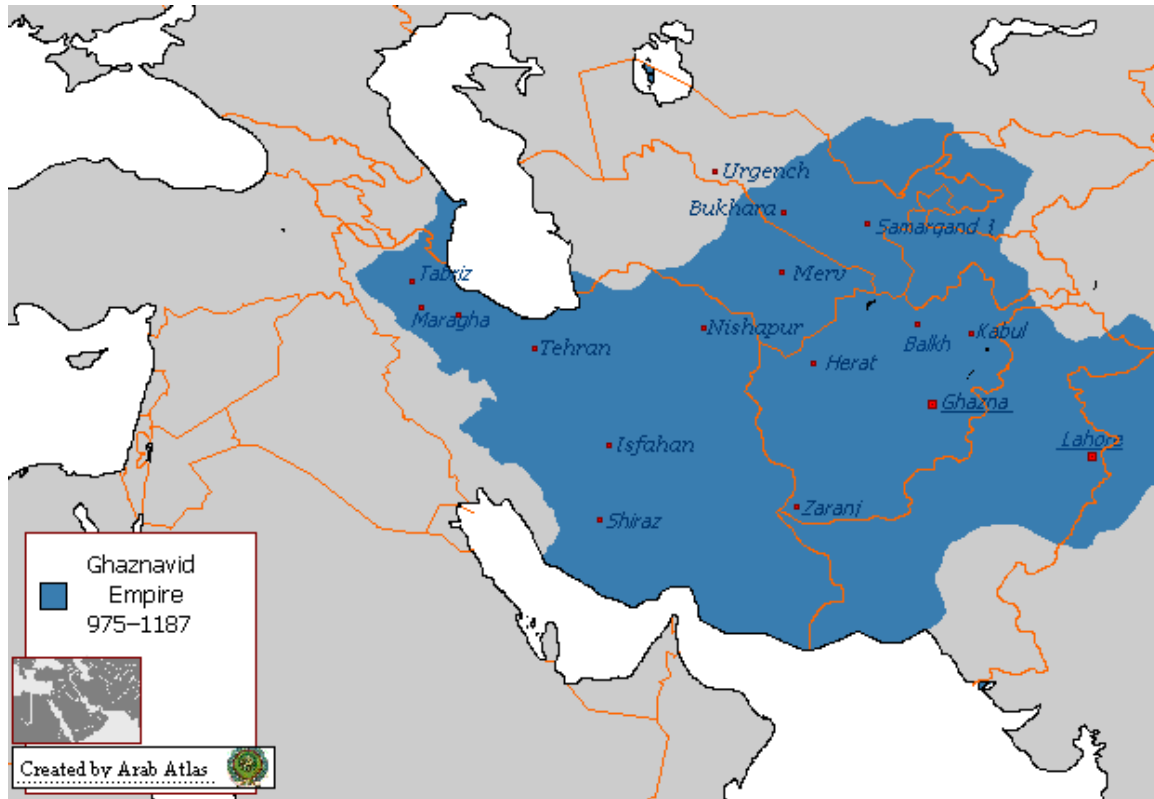 Urgench
Bukhara
Samarqand
Merv
Tabriz
Maragha
Nishapur
Tehran
Balkh
Kabul
Herat
Ghazna
Isfahan
Lahore
Zaranj
Shiraz
Ghaznavid
Empire
975-1187
Created by Arab Atlas